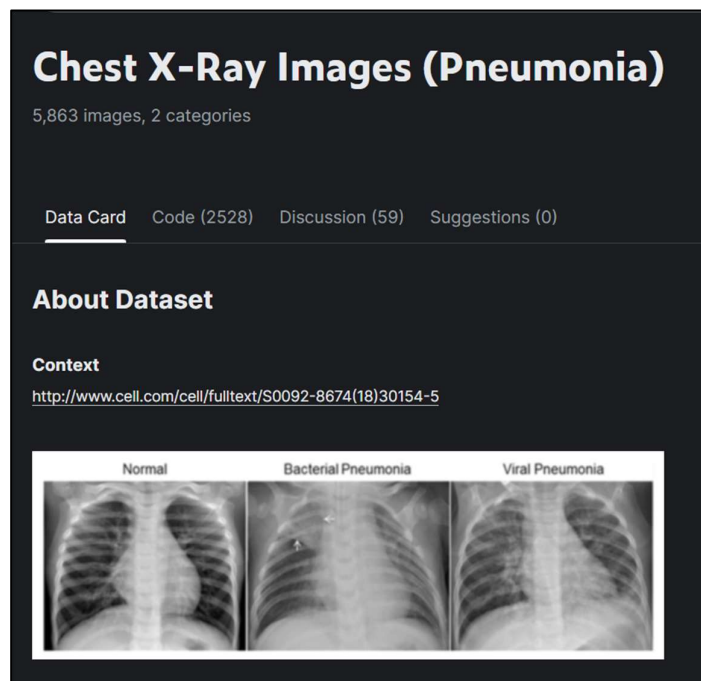 Chest X-Ray Images (Pneumonia)
5,863 images, 2 categories
Data Card Code (2528) Discussion (59) Suggestions (0)
About Dataset
Context
http://www.cell.com/cell/fulltext/S0092-8674(18)30154-5
Normal Bacterial Pneumonia Viral Pneumonia